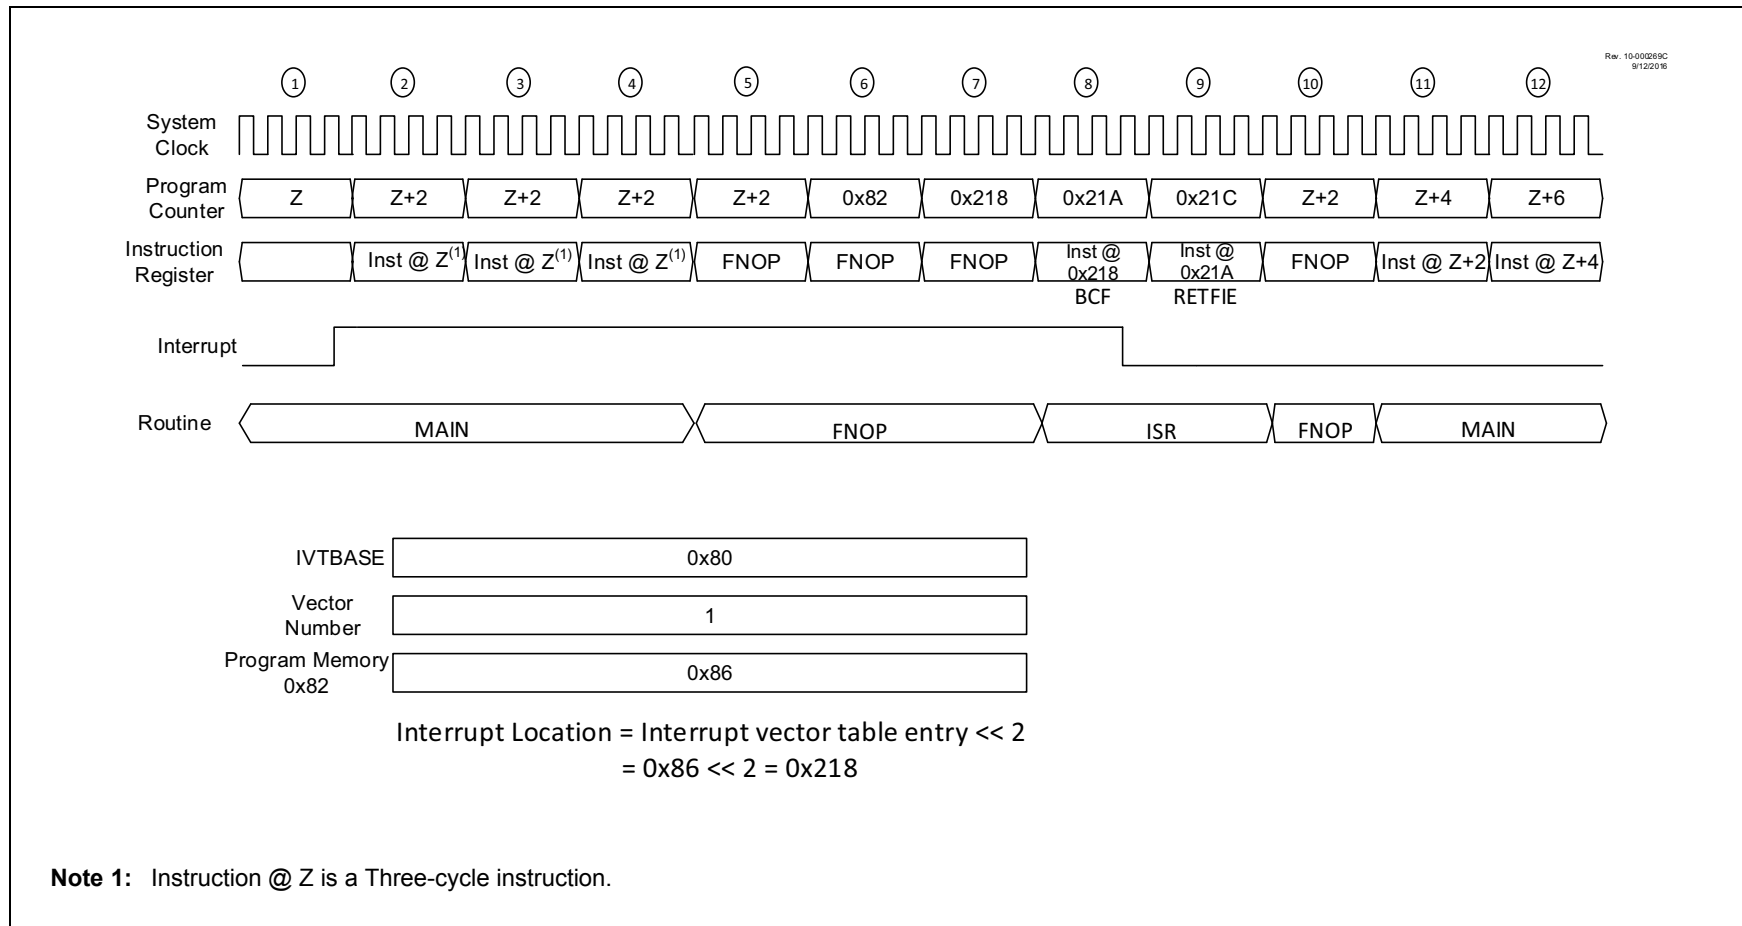 Rev. 10-000269C
9/12/2016
1 2 3 4 5 6 7 8 9 10 11 12
System
Clock
Program
Counter
Z Z+2 Z+2 Z+2 Z+2 0x82 0x218 0x21A 0x21C Z+2 Z+4 Z+6
Instruction
Register
Inst @ Z(1) Inst @ Z(1) Inst @ Z(1) FNOP FNOP FNOP Inst @ 0x218 Inst @ 0x21A FNOP Inst @ Z+2 Inst @ Z+4
BCF RETFIE
Interrupt
Routine MAIN FNOP ISR FNOP MAIN
IVTBASE 0x80
Vector
Number
1
Program Memory
0x82
0x86
Interrupt Location = Interrupt vector table entry << 2
= 0x86 << 2 = 0x218
Note 1: Instruction @ Z is a Three-cycle instruction.